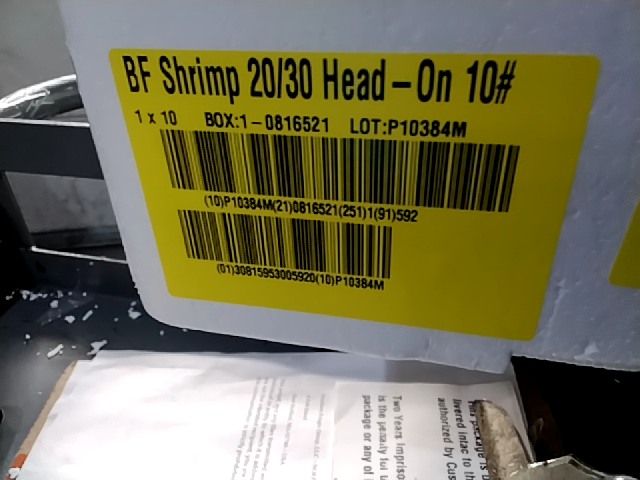 BF Shrimp 20/30 Head-On 10#
1 x 10 BOX:1-0816521 LOT:P10384M
(10)P10384M(21)0816521(251)1(91)592
(01)30815953005920(10)P10384M
Two Years Impriso
is the penalty for
package or any of
This package is
livered intac to th
authorized by Cus